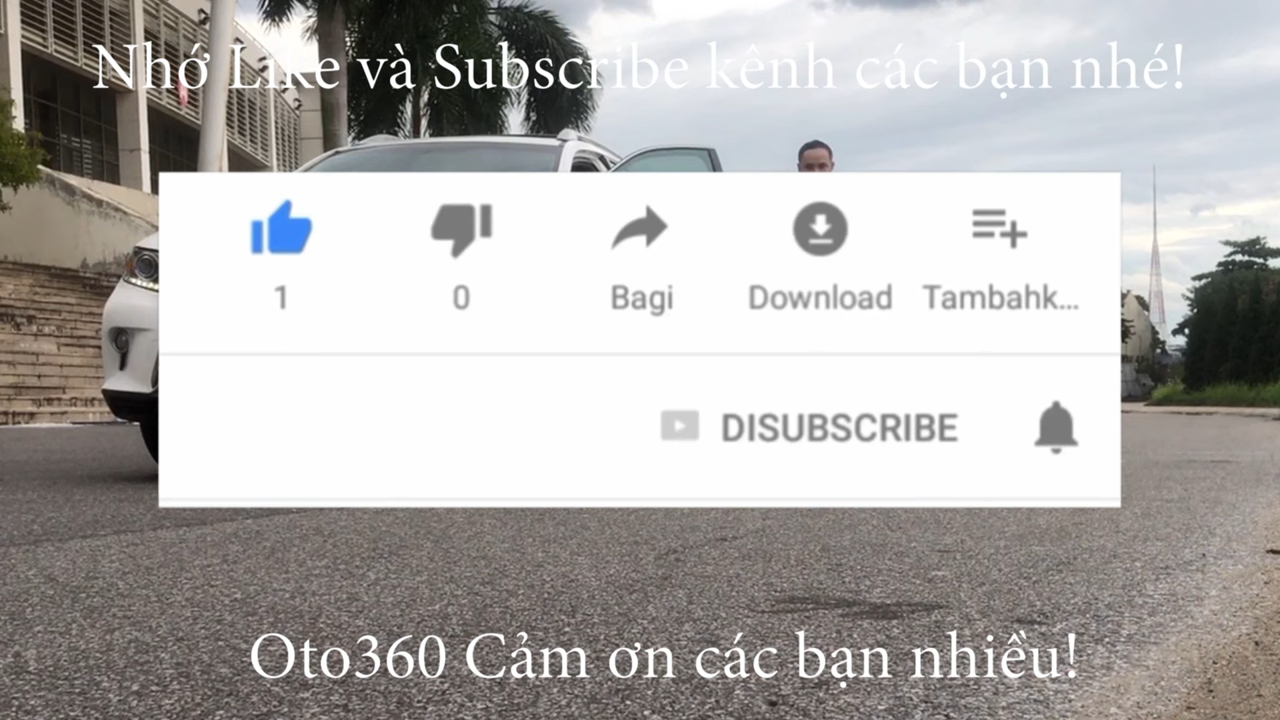 Nhớ Like và Subscribe kênh các bạn nhé!
1 0 Bagi Download Tambahk...
DISUBSCRIBE
Oto360 Cảm ơn các bạn nhiều!